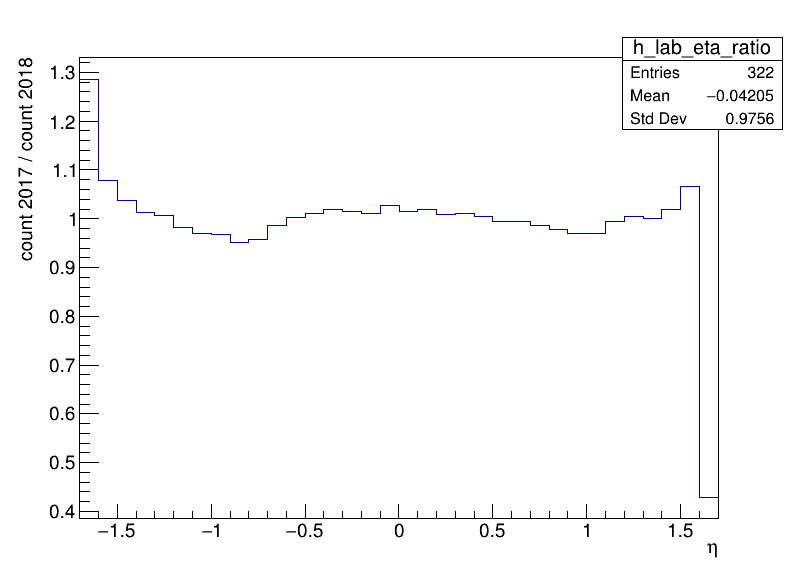 h_lab_eta_ratio
Entries 322
Mean −0.04205
Std Dev 0.9756
count 2017 / count 2018
1.3
1.2
1.1
1
0.9
0.8
0.7
0.6
0.5
0.4
−1.5 −1 −0.5 0 0.5 1 1.5
η